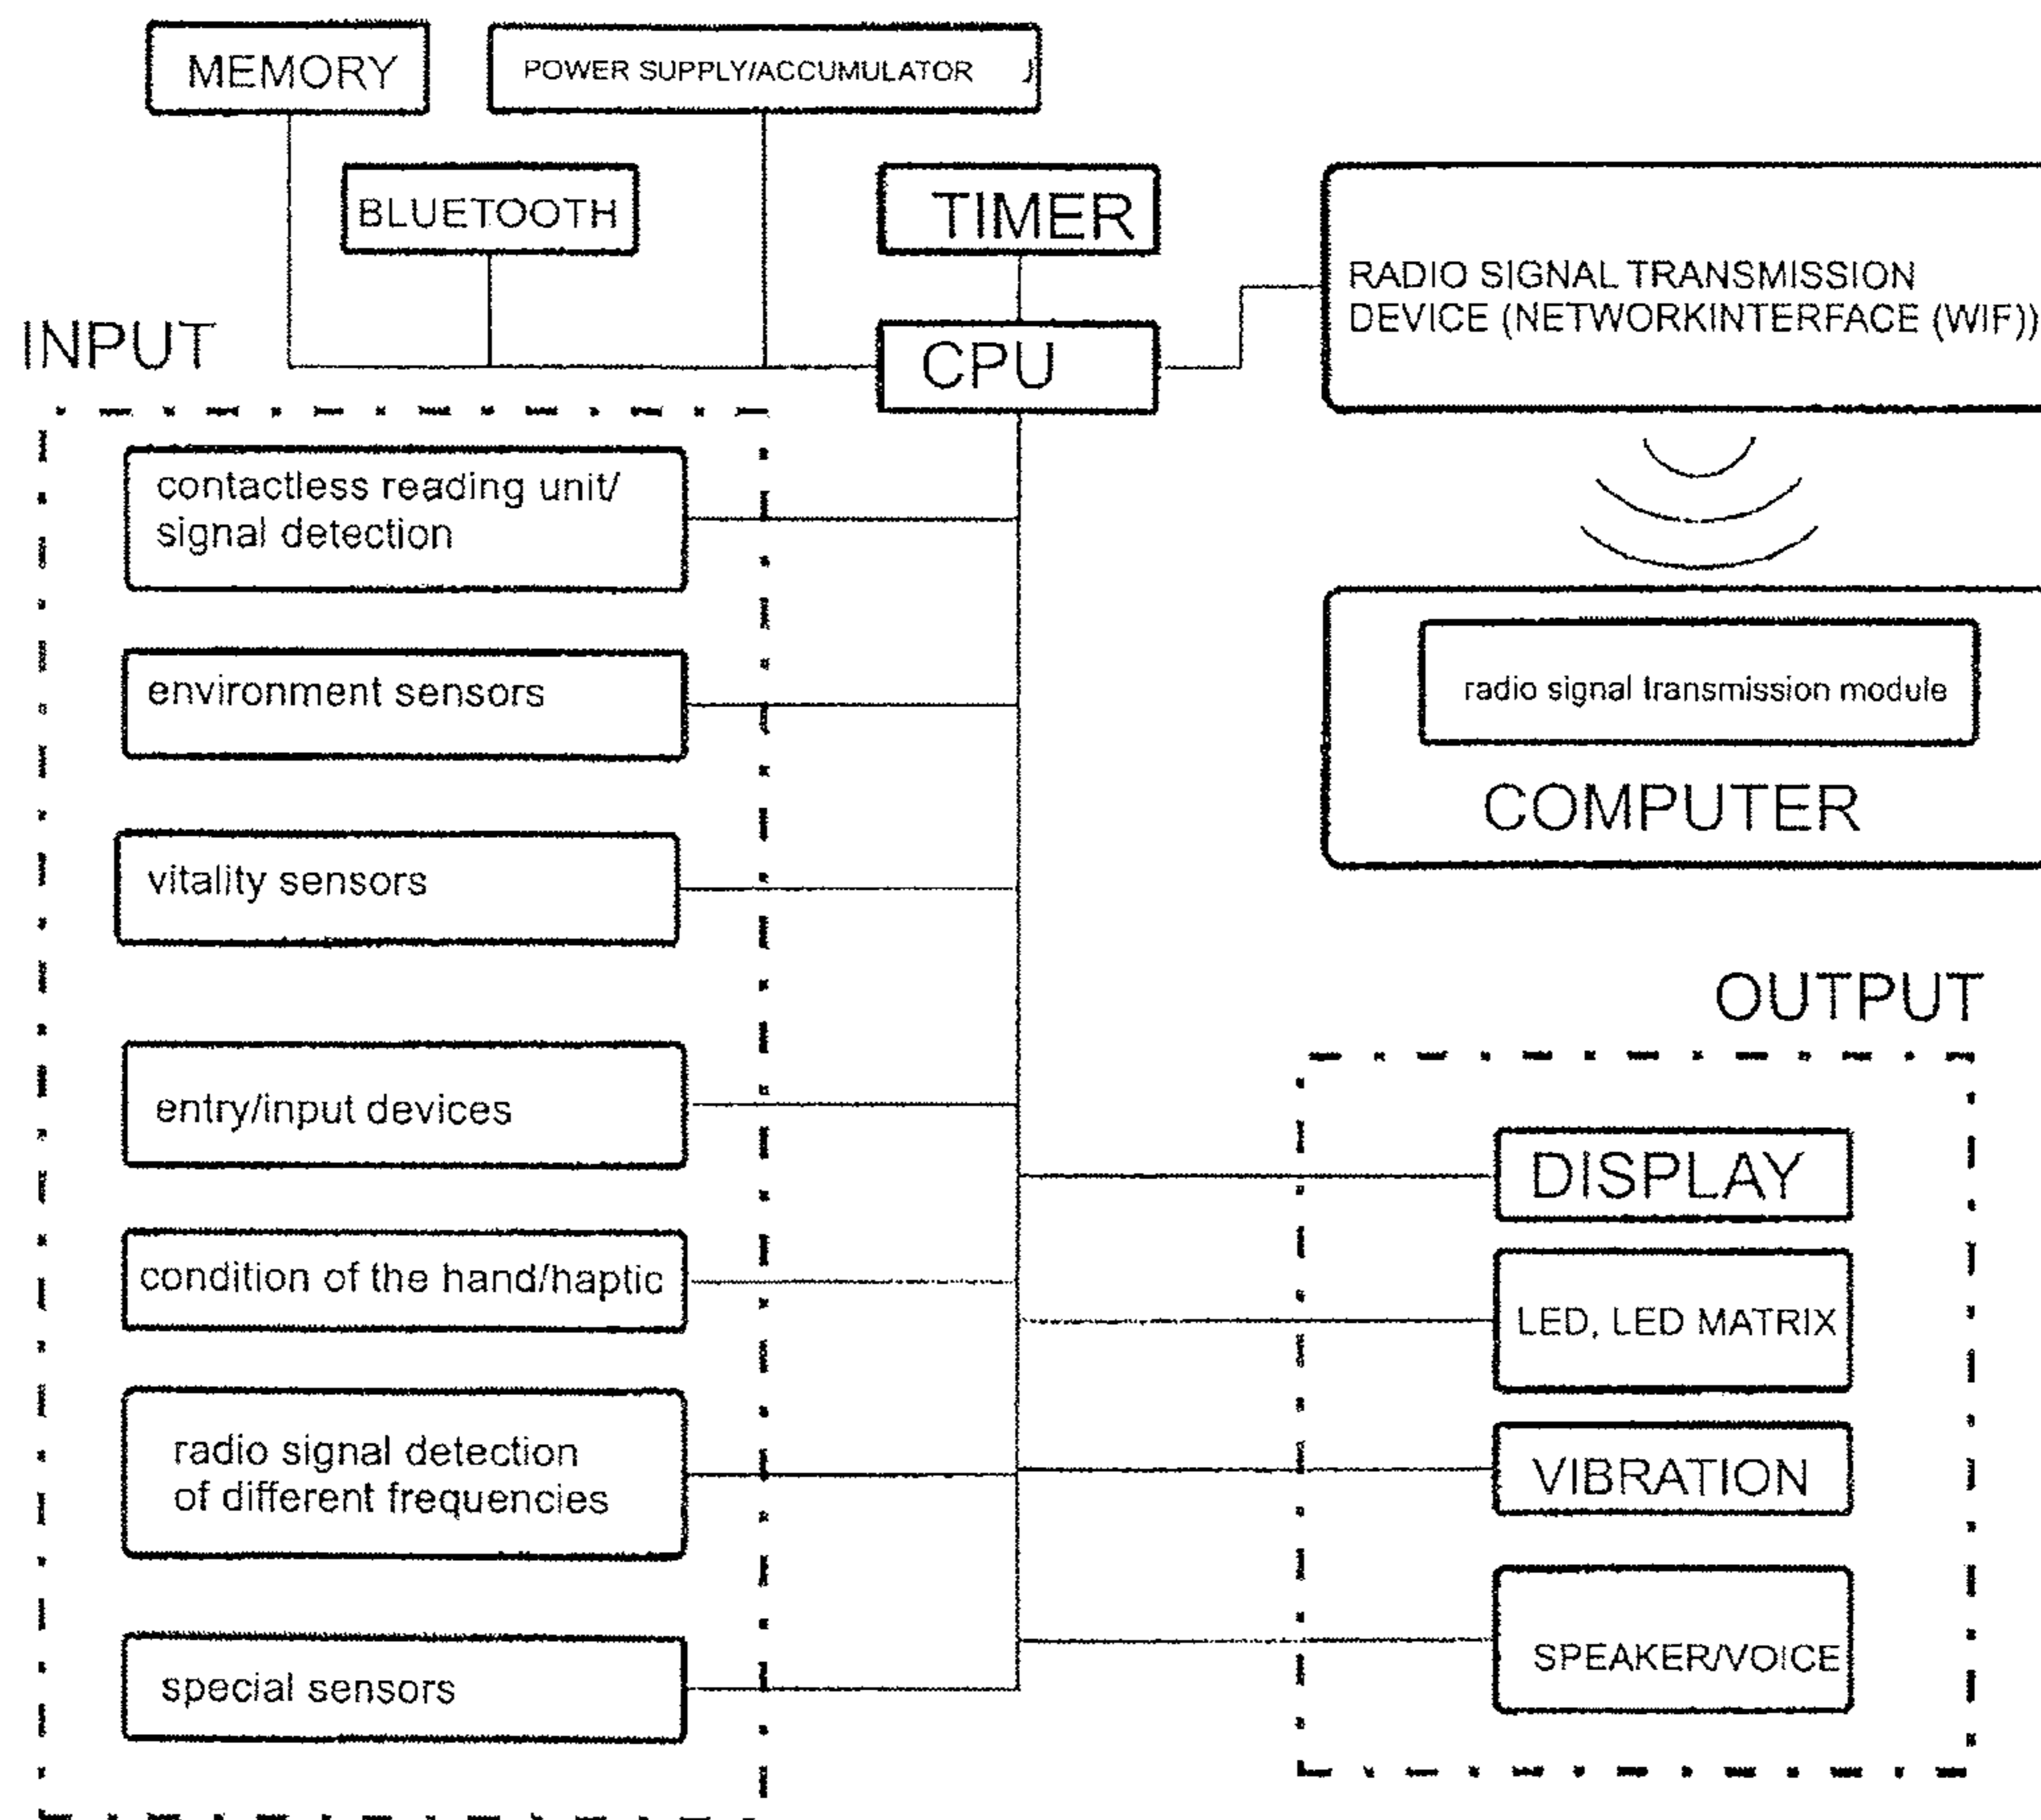 MEMORY
POWER SUPPLY/ACCUMULATOR
BLUETOOTH
TIMER
RADIO SIGNAL TRANSMISSION
DEVICE (NETWORKINTERFACE (WIF))
INPUT
CPU
contactless reading unit/
signal detection
environment sensors
radio signal transmission module
COMPUTER
vitality sensors
OUTPUT
entry/input devices
DISPLAY
condition of the hand/haptic
LED, LED MATRIX
radio signal detection
of different frequencies
VIBRATION
special sensors
SPEAKER/VOICE